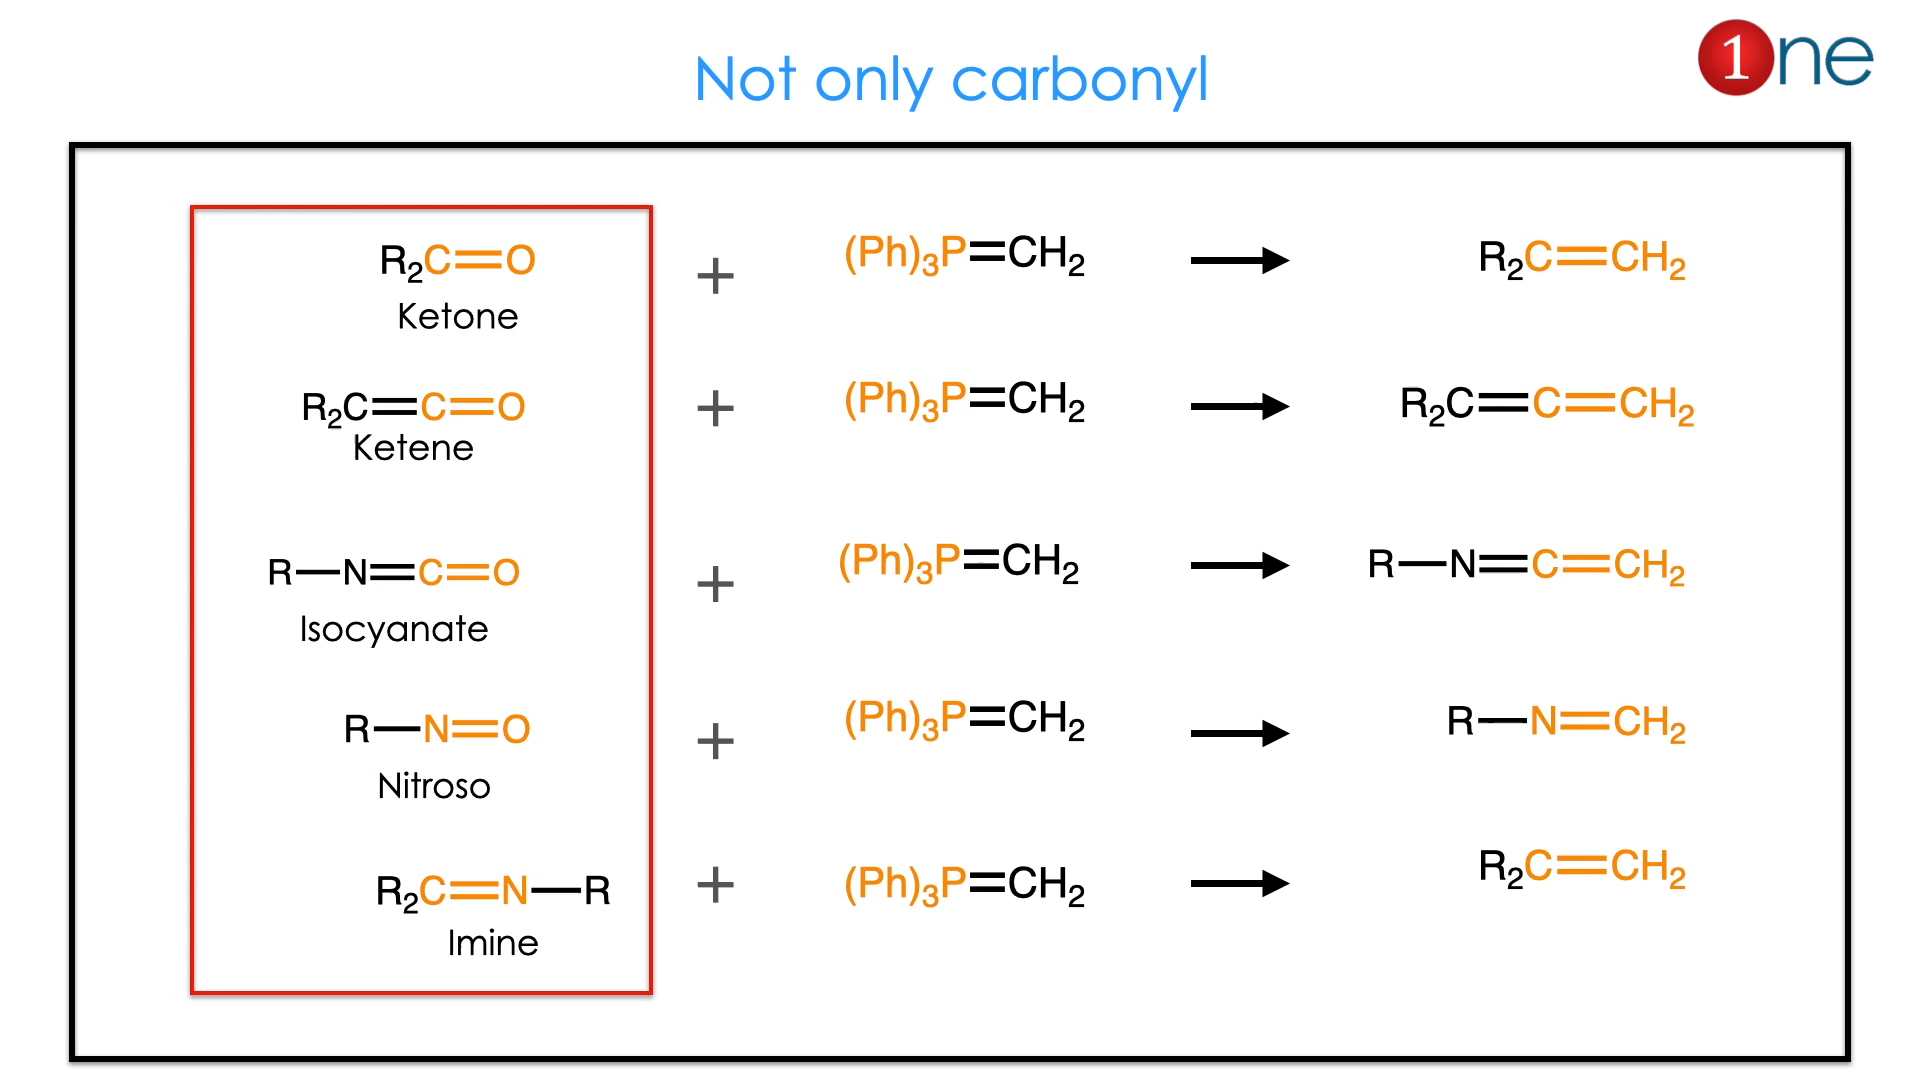 1ne
Not only carbonyl
R₂C=O + (Ph)₃P=CH₂ → R₂C=CH₂
Ketone
R₂C=C=O + (Ph)₃P=CH₂ → R₂C=C=CH₂
Ketene
R—N=C=O + (Ph)₃P=CH₂ → R—N=C=CH₂
Isocyanate
R—N=O + (Ph)₃P=CH₂ → R—N=CH₂
Nitroso
R₂C=N—R + (Ph)₃P=CH₂ → R₂C=CH₂
Imine